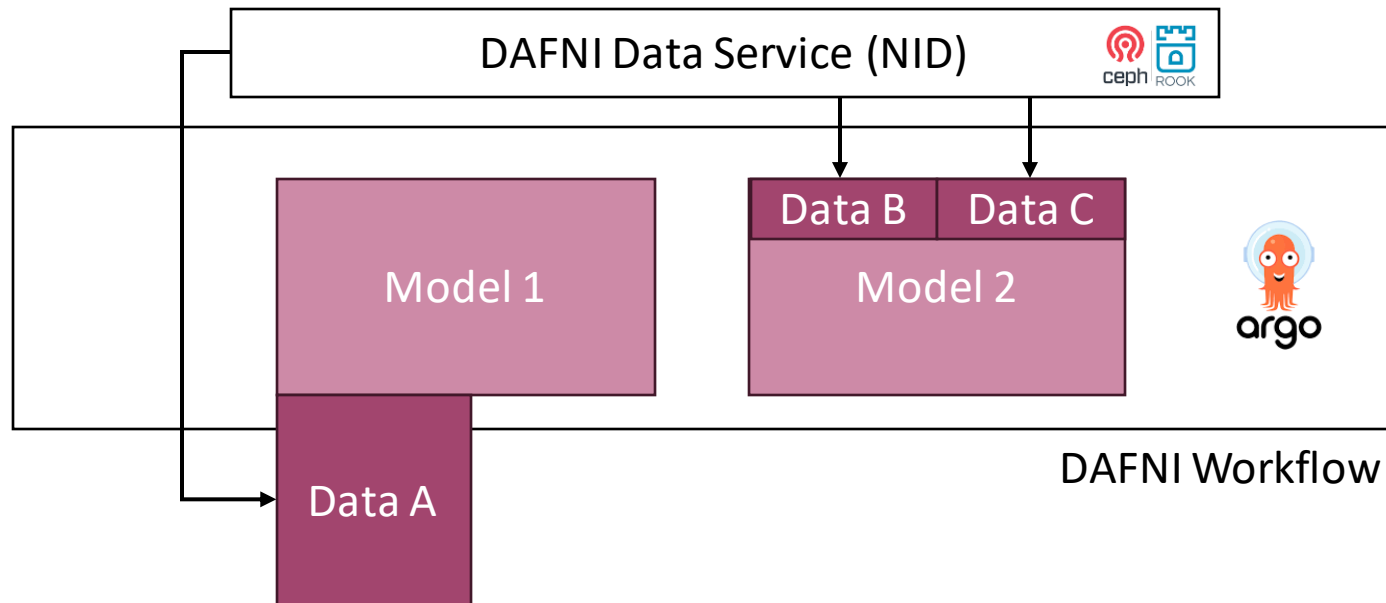 DAFNI Data Service (NID)
ceph
ROOK
Data B
Data C
Model 1
Model 2
argo
DAFNI Workflow
Data A